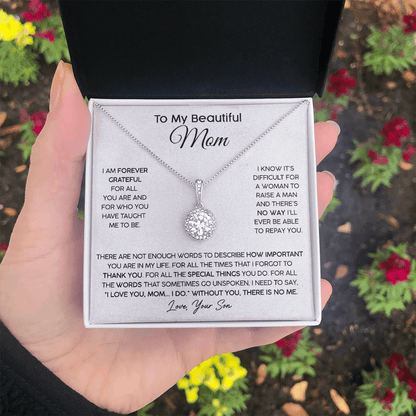 To My Beautiful
Mom
I AM FOREVER
GRATEFUL
FOR ALL
YOU ARE AND
FOR WHO YOU
HAVE TAUGHT
ME TO BE.
I KNOW IT'S
DIFFICULT FOR
A WOMAN TO
RAISE A MAN
AND THERE'S
NO WAY I'LL
EVER BE ABLE
TO REPAY YOU.
THERE ARE NOT ENOUGH WORDS TO DESCRIBE HOW IMPORTANT
YOU ARE IN MY LIFE. FOR ALL THE TIMES THAT I FORGOT TO
THANK YOU. FOR ALL THE SPECIAL THINGS YOU DO. FOR ALL
THE WORDS THAT SOMETIMES GO UNSPOKEN, I NEED TO SAY,
"I LOVE YOU, MOM... I DO." WITHOUT YOU, THERE IS NO ME.
Love, Your Son